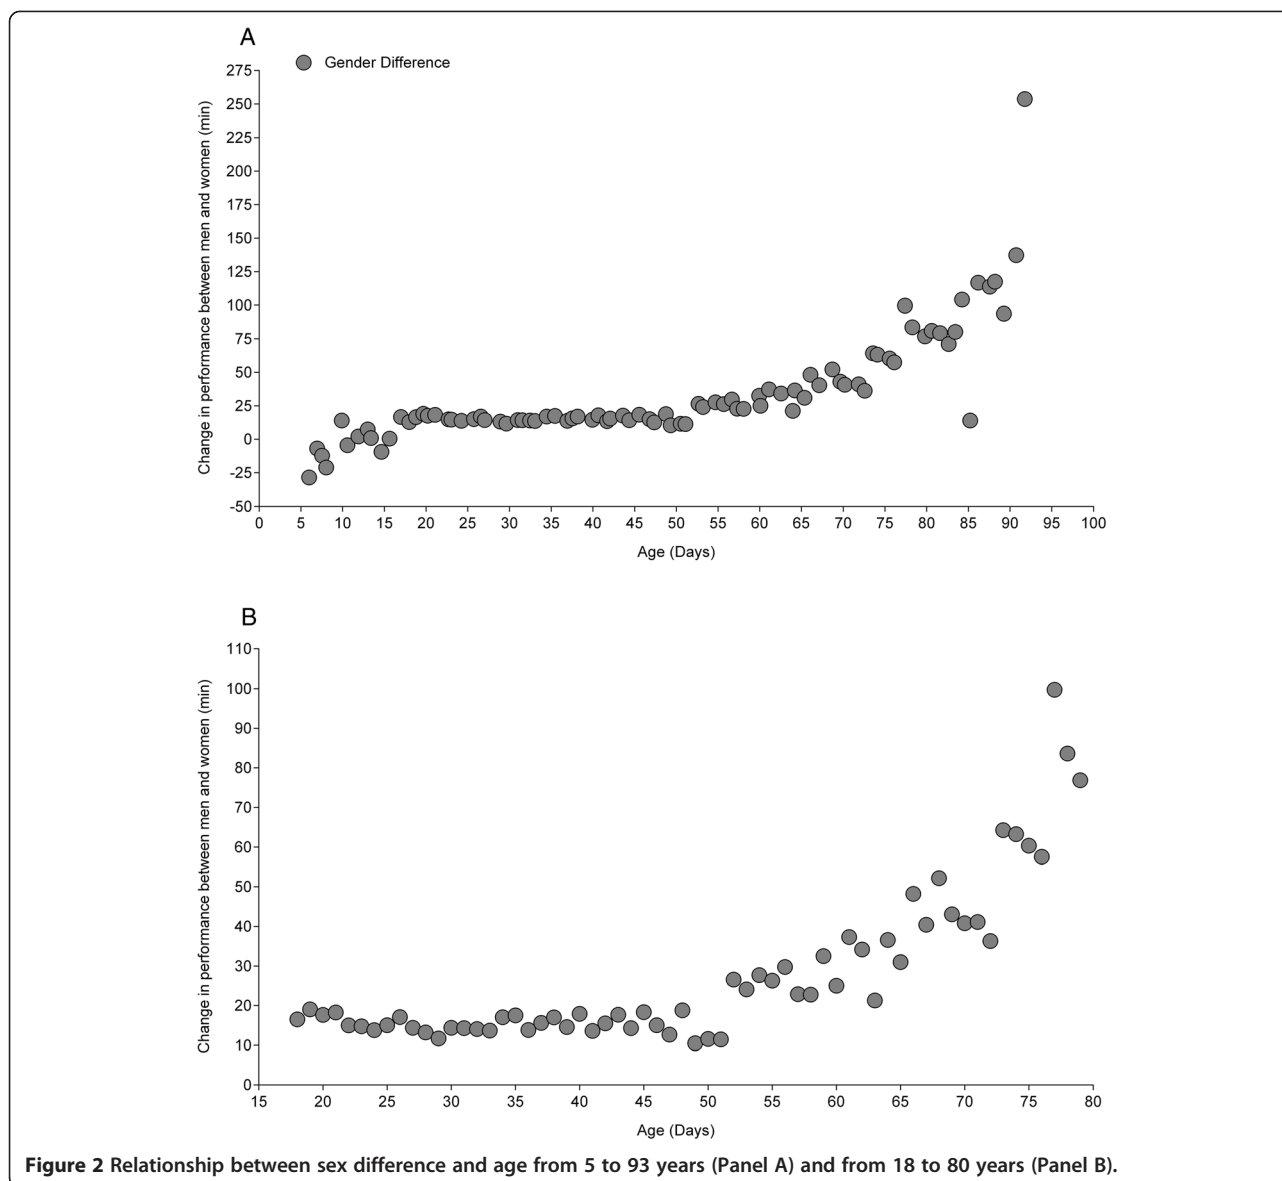 A
Gender Difference
275
250
225
200
175
150
125
100
75
50
25
0
-25
-50
Change in performance between men and women (min)
0 5 10 15 20 25 30 35 40 45 50 55 60 65 70 75 80 85 90 95 100
Age (Days)
B
110
100
90
80
70
60
50
40
30
20
10
0
Change in performance between men and women (min)
15 20 25 30 35 40 45 50 55 60 65 70 75 80
Age (Days)
Figure 2 Relationship between sex difference and age from 5 to 93 years (Panel A) and from 18 to 80 years (Panel B).